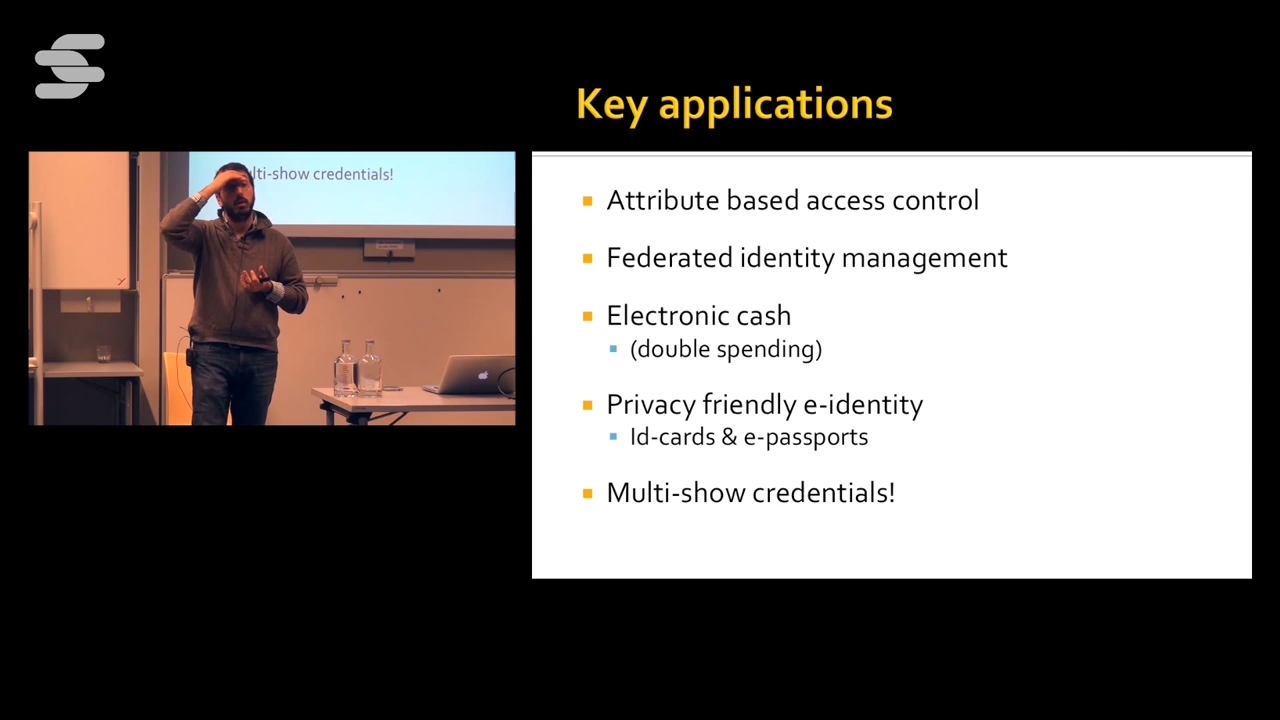 Key applications
lti-show credentials!
Attribute based access control
Federated identity management
Electronic cash
(double spending)
Privacy friendly e-identity
Id-cards & e-passports
Multi-show credentials!